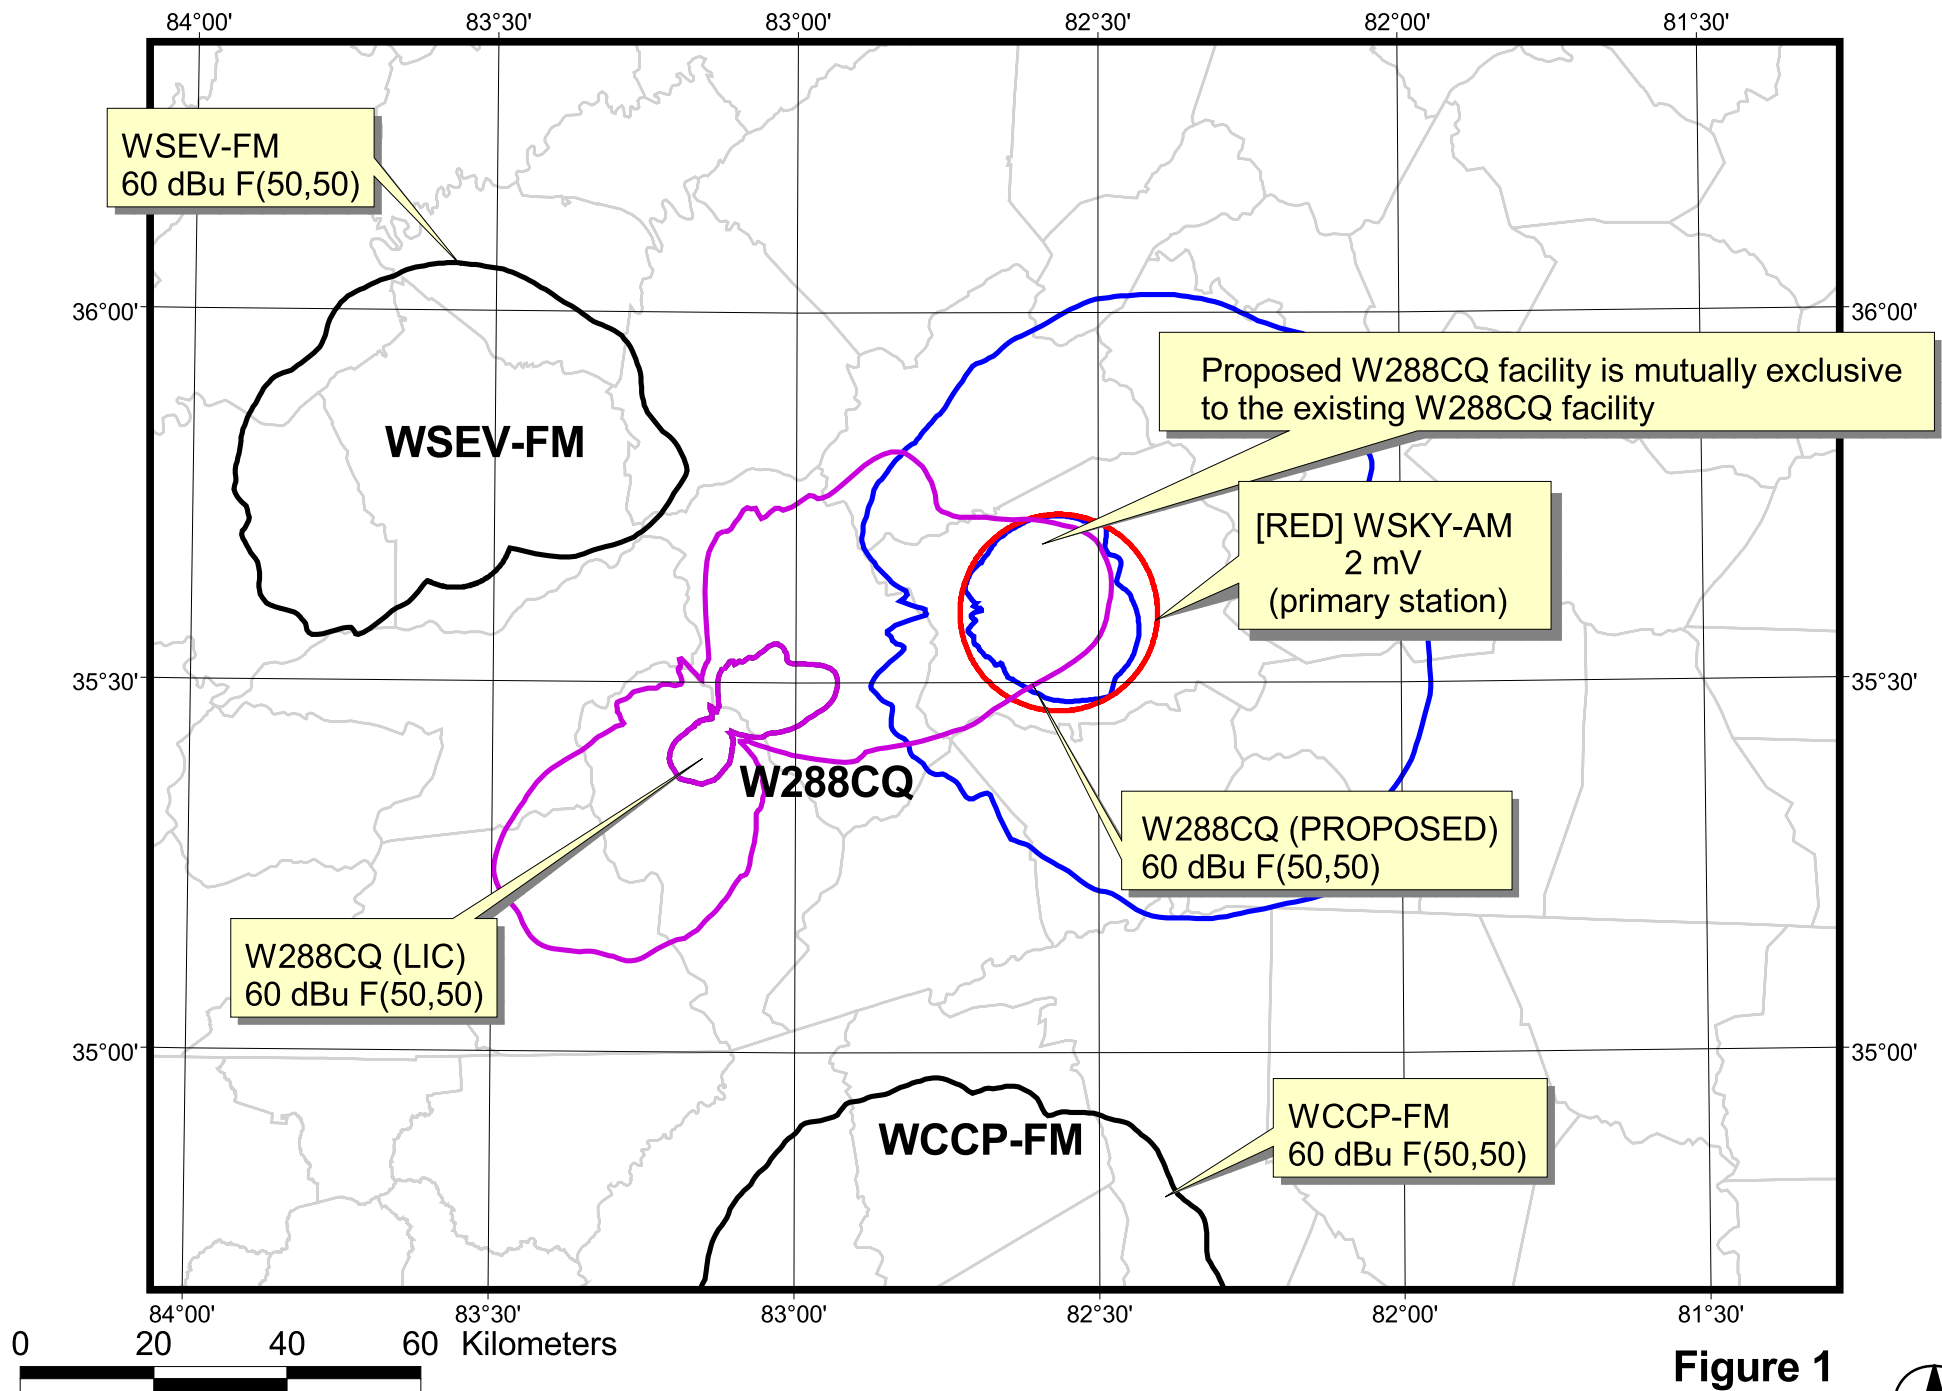 84°00' 83°30' 83°00' 82°30' 82°00' 81°30'
WSEV-FM
60 dBu F(50,50)
36°00' 36°00'
Proposed W288CQ facility is mutually exclusive
to the existing W288CQ facility
WSEV-FM
[RED] WSKY-AM
2 mV
(primary station)
35°30' 35°30'
W288CQ
W288CQ (PROPOSED)
60 dBu F(50,50)
W288CQ (LIC)
60 dBu F(50,50)
35°00' 35°00'
WCCP-FM
WCCP-FM
60 dBu F(50,50)
84°00' 83°30' 83°00' 82°30' 82°00' 81°30'
0 20 40 60 Kilometers
Figure 1